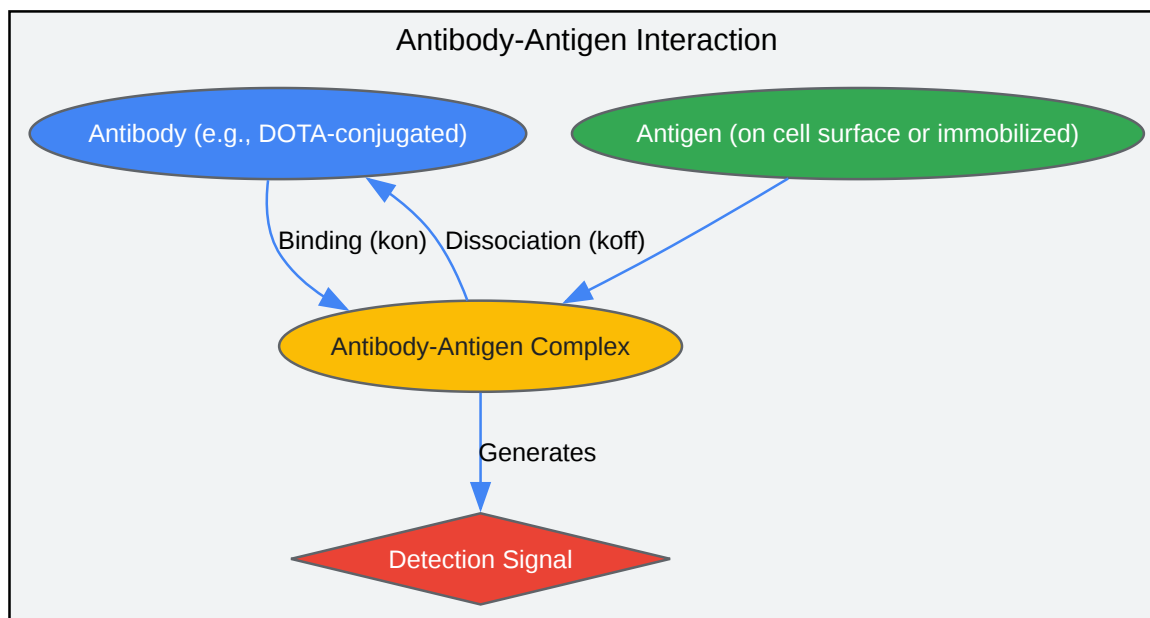 Antibody-Antigen Interaction
Antibody (e.g., DOTA-conjugated)
Antigen (on cell surface or immobilized)
Binding (kon)
Dissociation (koff)
Antibody-Antigen Complex
Generates
Detection Signal